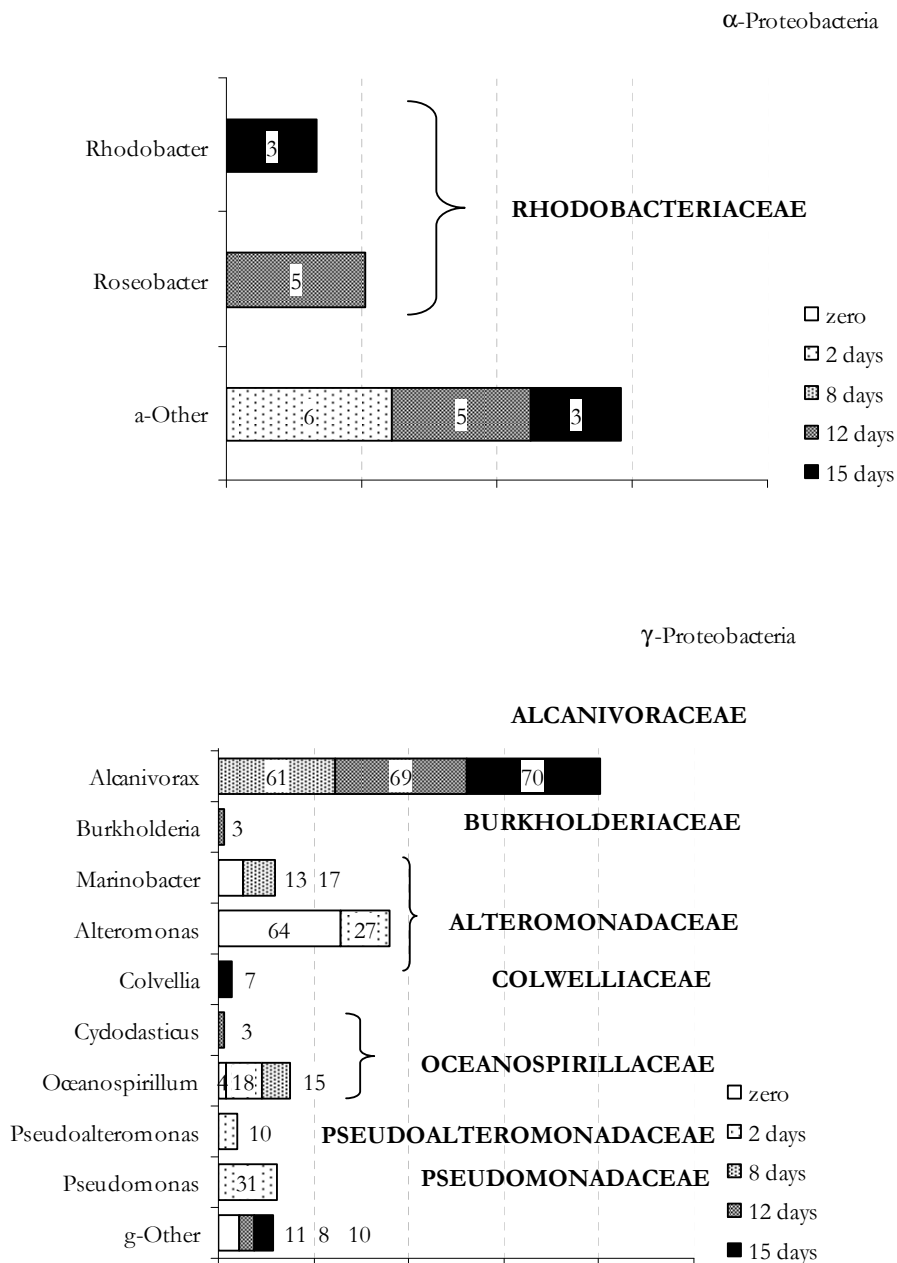 α-Proteobacteria
Rhodobacter 3
RHODOBACTERIACEAE
Roseobacter 5
zero
2 days
8 days
a-Other 6 5 3
12 days
15 days
γ-Proteobacteria
ALCANIVORACEAE
Alcanivorax 61 69 70
Burkholderia 3 BURKHOLDERIACEAE
Marinobacter 13 17
Alteromonas 64 27 ALTEROMONADACEAE
Colvellia 7 COLWELLIACEAE
Cycloclasticus 3
OCEANOSPIRILLACEAE
Oceanospirillum 4 18 15
zero
Pseudoalteromonas 10 PSEUDOALTEROMONADACEAE 2 days
Pseudomonas 31 PSEUDOMONADACEAE 8 days
12 days
g-Other 11 8 10
15 days